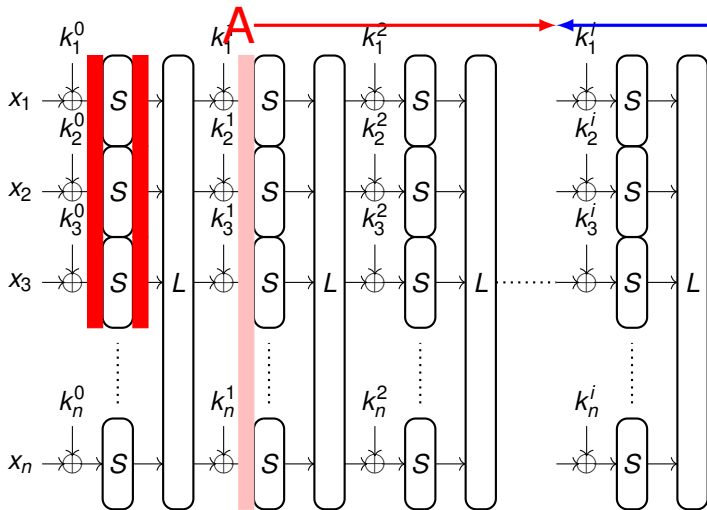 A
k_1^0 k_1^1 k_1^2 k_1^i
x_1 S S S S
k_2^0 k_2^1 k_2^2 k_2^i
x_2 S S S S
k_3^0 k_3^1 k_3^2 k_3^i
x_3 S L S L S L S L
k_n^0 k_n^1 k_n^2 k_n^i
x_n S S S S